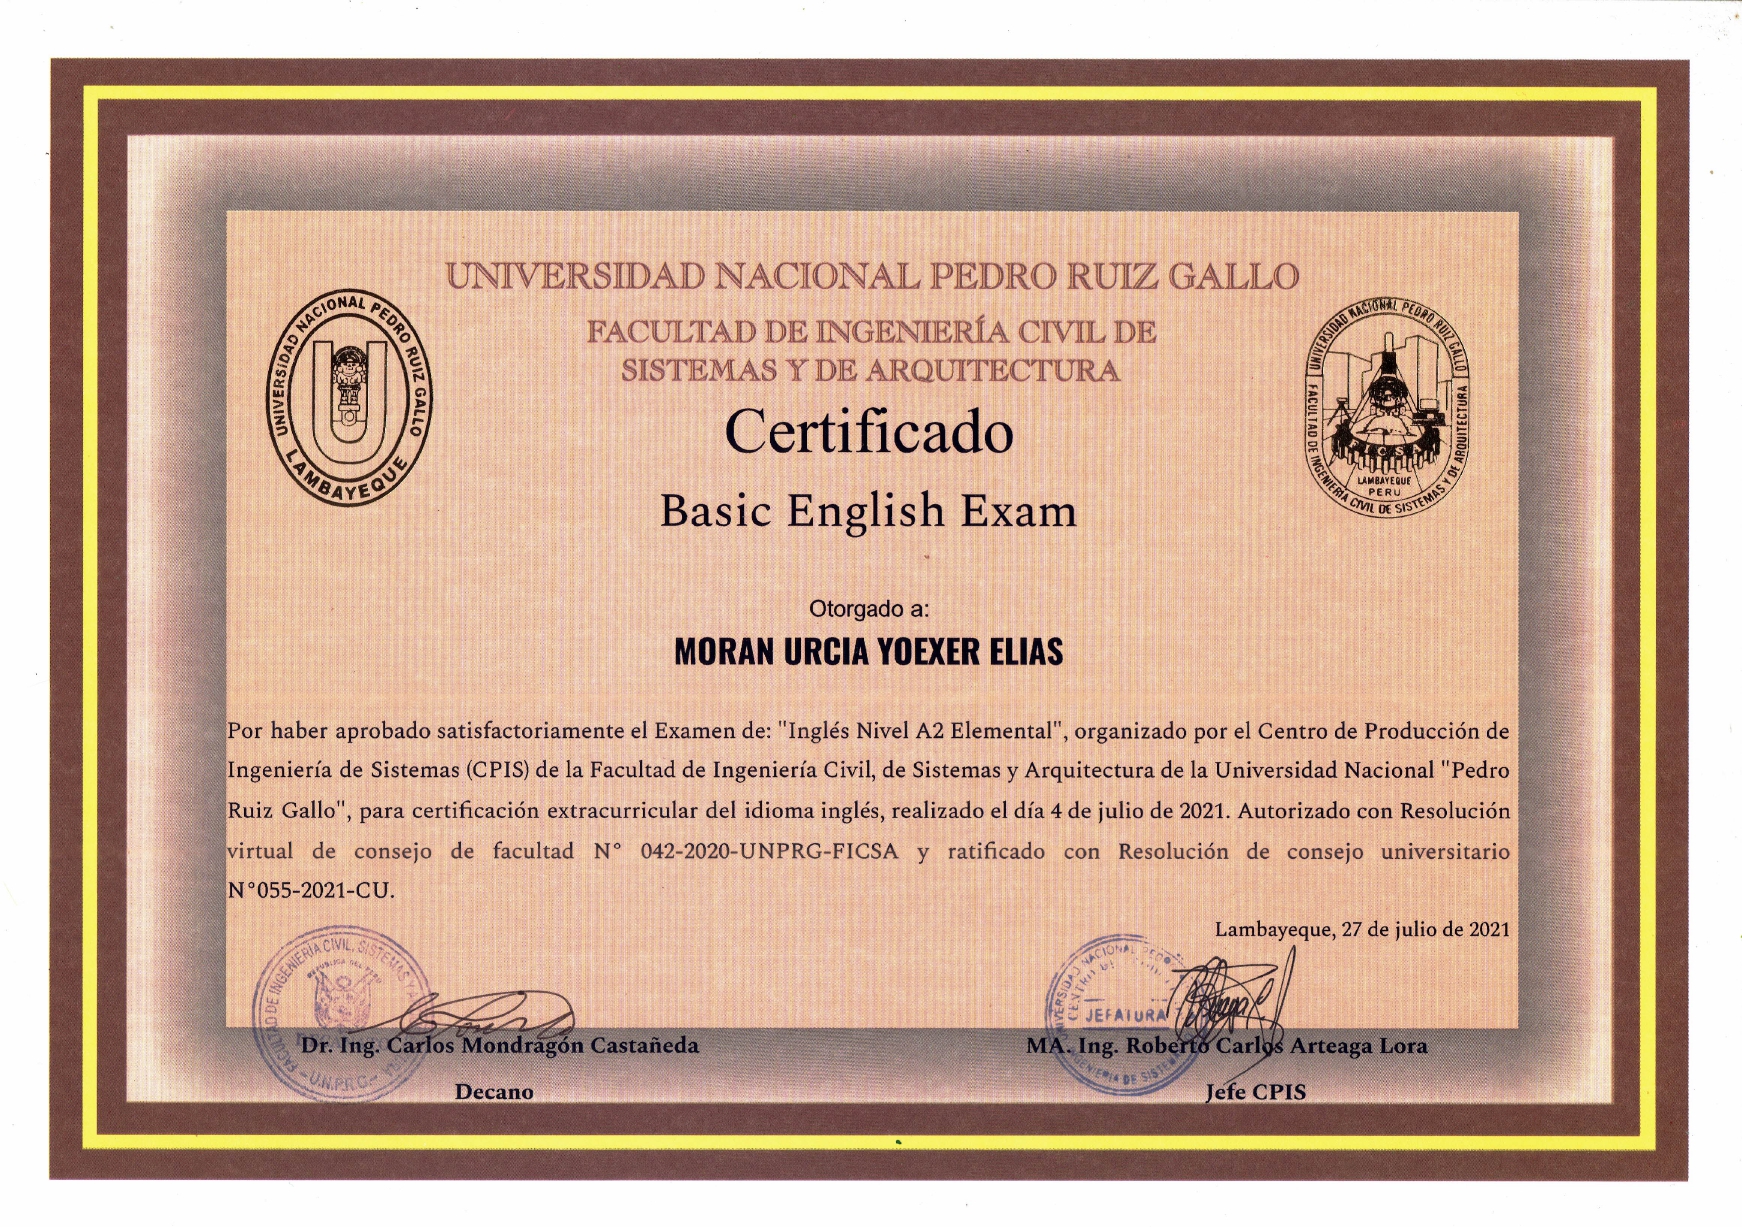 UNIVERSIDAD NACIONAL PEDRO RUIZ GALLO
FACULTAD DE INGENIERÍA CIVIL DE
SISTEMAS Y DE ARQUITECTURA
UNIVERSIDAD NACIONAL PEDRO RUIZ GALLO
LAMBAYEQUE
UNIVERSIDAD NACIONAL PEDRO RUIZ GALLO
FACULTAD DE INGENIERIA CIVIL DE SISTEMAS Y DE ARQUITECTURA
LAMBAYEQUE
PERU
Certificado
Basic English Exam
Otorgado a:
MORAN URCIA YOEXER ELIAS
Por haber aprobado satisfactoriamente el Examen de: "Inglés Nivel A2 Elemental", organizado por el Centro de Producción de
Ingeniería de Sistemas (CPIS) de la Facultad de Ingeniería Civil, de Sistemas y Arquitectura de la Universidad Nacional "Pedro
Ruiz Gallo", para certificación extracurricular del idioma inglés, realizado el día 4 de julio de 2021. Autorizado con Resolución
virtual de consejo de facultad N° 042-2020-UNPRG-FICSA y ratificado con Resolución de consejo universitario
N°055-2021-CU.
Lambayeque, 27 de julio de 2021
FACULTAD DE INGENIERIA CIVIL, SISTEMAS Y
REPUBLICA DEL PERU
U.N.P.R.G.
NACIONAL PEDRO
JEFATURA
INGENIERIA DE SISTEMAS
Dr. Ing. Carlos Mondragón Castañeda
Decano
MA. Ing. Roberto Carlos Arteaga Lora
Jefe CPIS